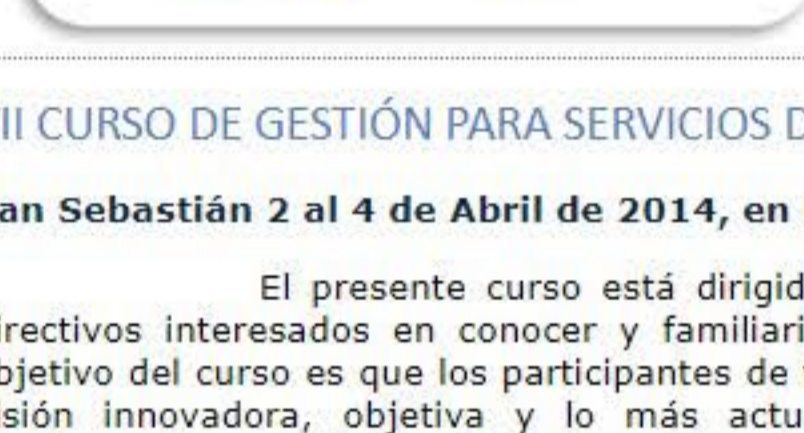 II CURSO DE GESTIÓN PARA SERVICIOS D
an Sebastián 2 al 4 de Abril de 2014, en
El presente curso está dirigid
irectivos interesados en conocer y familiari
bjetivo del curso es que los participantes de
isión innovadora, objetiva y lo más actu